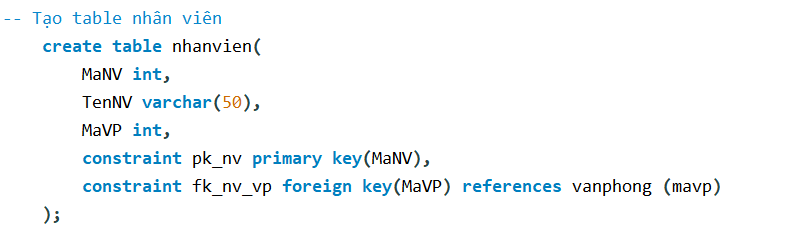 -- Tạo table nhân viên
create table nhanvien(
MaNV int,
TenNV varchar(50),
MaVP int,
constraint pk_nv primary key(MaNV),
constraint fk_nv_vp foreign key(MaVP) references vanphong (mavp)
);